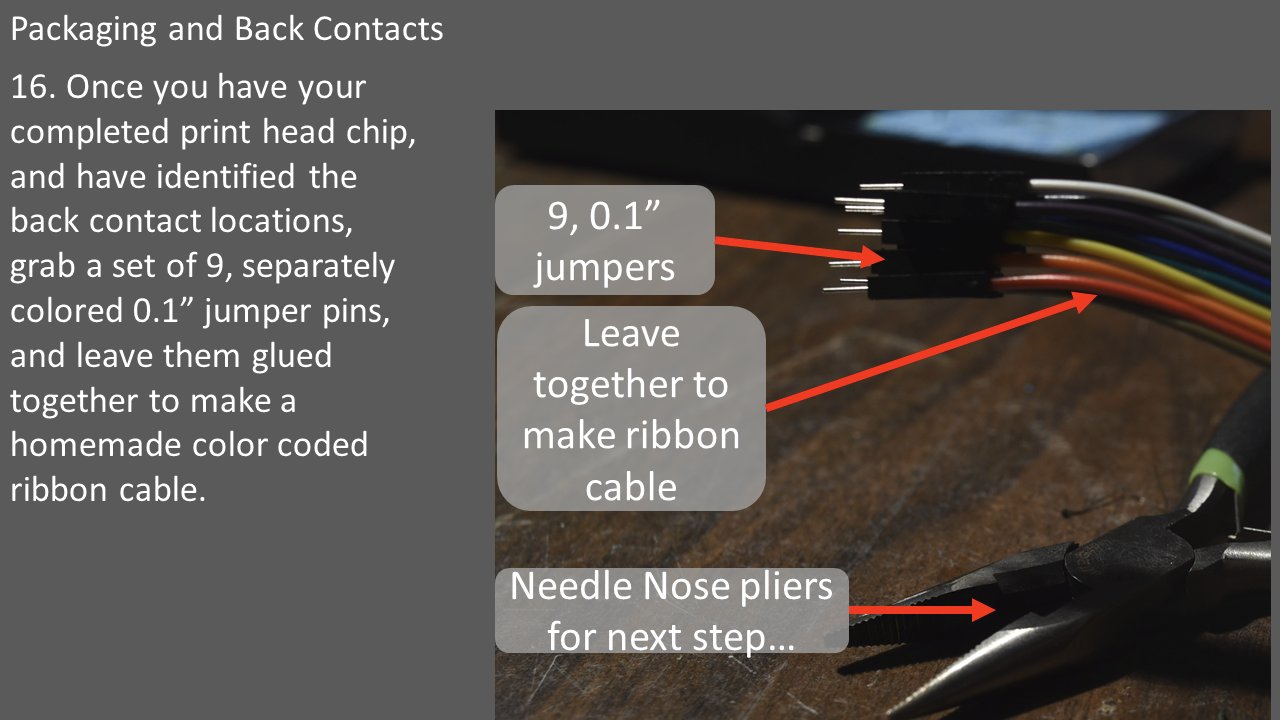 Packaging and Back Contacts
16. Once you have your
completed print head chip,
and have identified the
back contact locations,
grab a set of 9, separately
colored 0.1” jumper pins,
and leave them glued
together to make a
homemade color coded
ribbon cable.
9, 0.1”
jumpers
Leave
together to
make ribbon
cable
Needle Nose pliers
for next step…